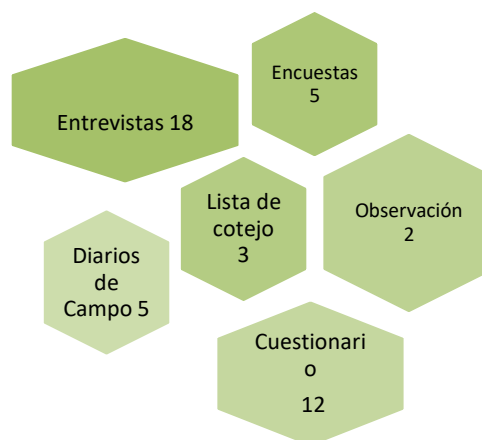 Encuestas
5
Entrevistas 18
Lista de
cotejo
3
Observación
2
Diarios
de
Campo 5
Cuestionari
o
12